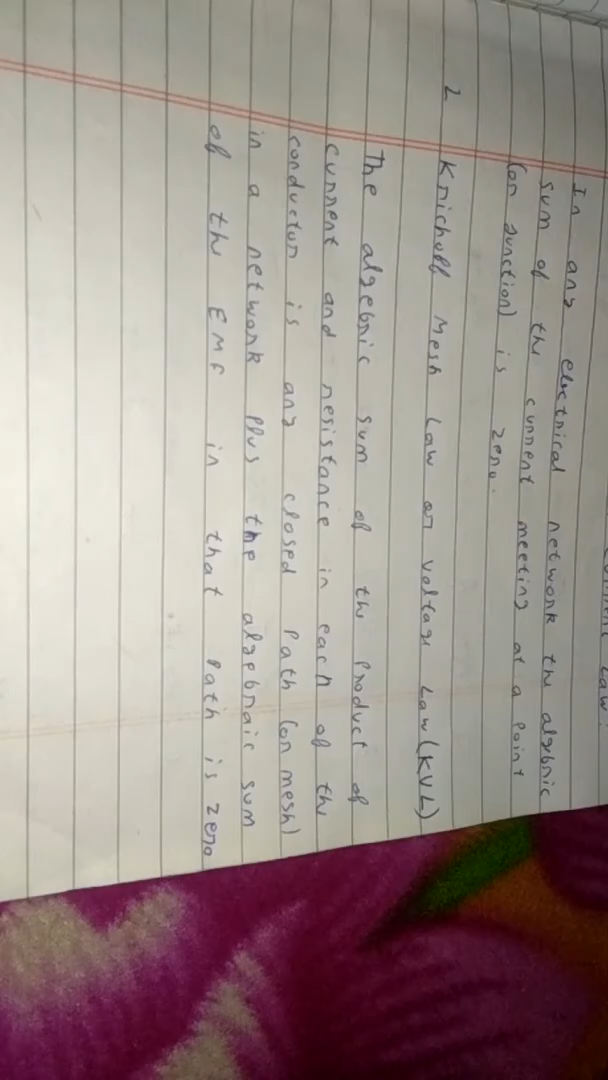 Law.
In any electrical network the algebric
sum of the current meeting at a point
(or junction) is zero.
2 Krichoff Mesh Law or voltage Law (KVL)
The algebric sum of the product of
current and resistance in each of the
conductor is any closed Path (or mesh)
in a network Plus the algebraic sum
of the EMF in that Path is zero